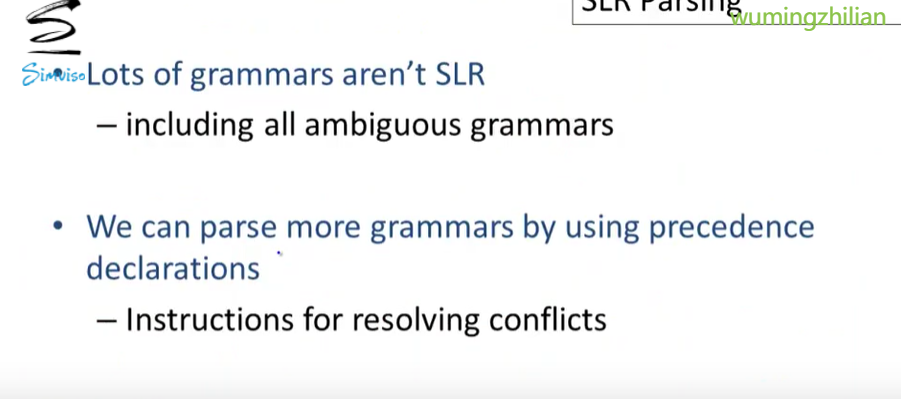 SLR Parsing
wumingzhilian
Simviso
Lots of grammars aren't SLR
– including all ambiguous grammars
• We can parse more grammars by using precedence
declarations
– Instructions for resolving conflicts